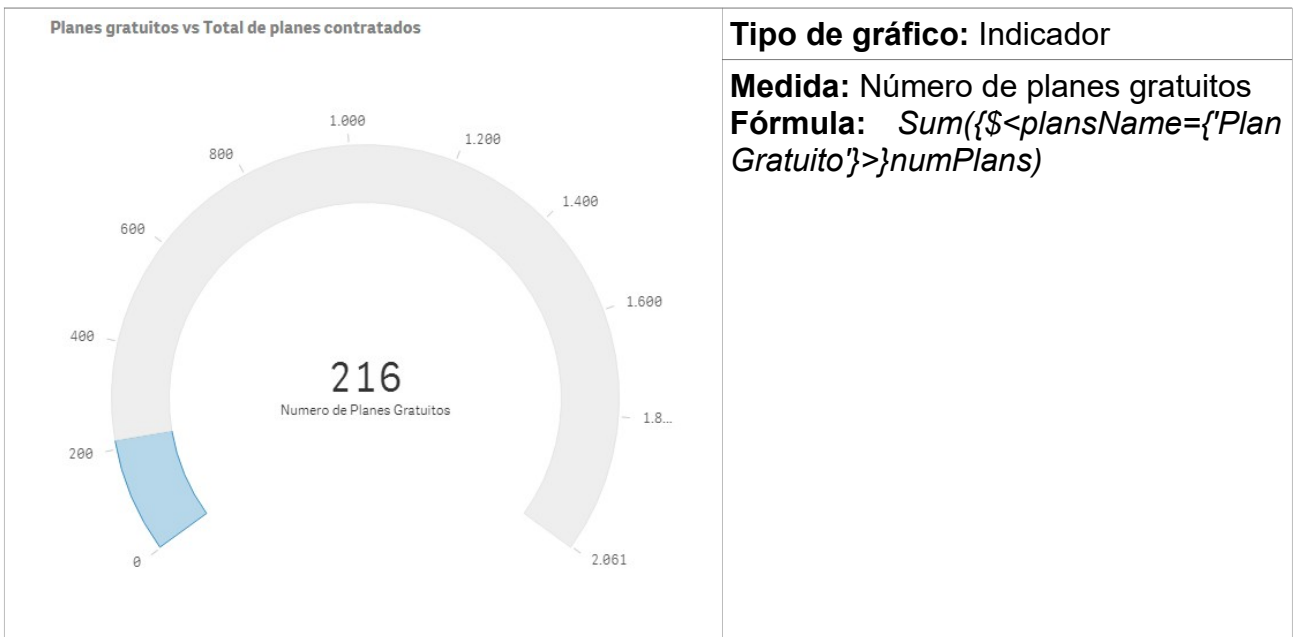 Planes gratuitos vs Total de planes contratados
1.000
800
1.200
600
1.400
400
1.600
216
Numero de Planes Gratuitos
1.8...
200
0
2.061
Tipo de gráfico: Indicador
Medida: Número de planes gratuitos
Fórmula: Sum({$<plansName={'Plan
Gratuito'}>}numPlans)